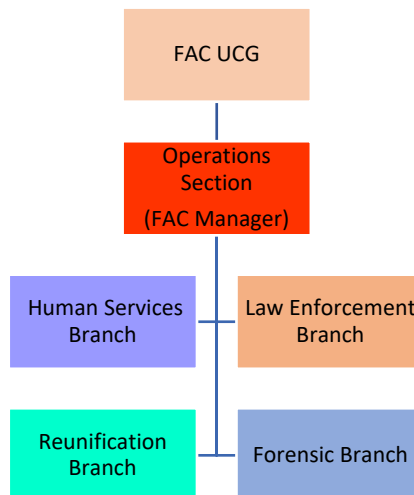 FAC UCG
Operations
Section
(FAC Manager)
Human Services
Branch
Law Enforcement
Branch
Reunification
Branch
Forensic Branch